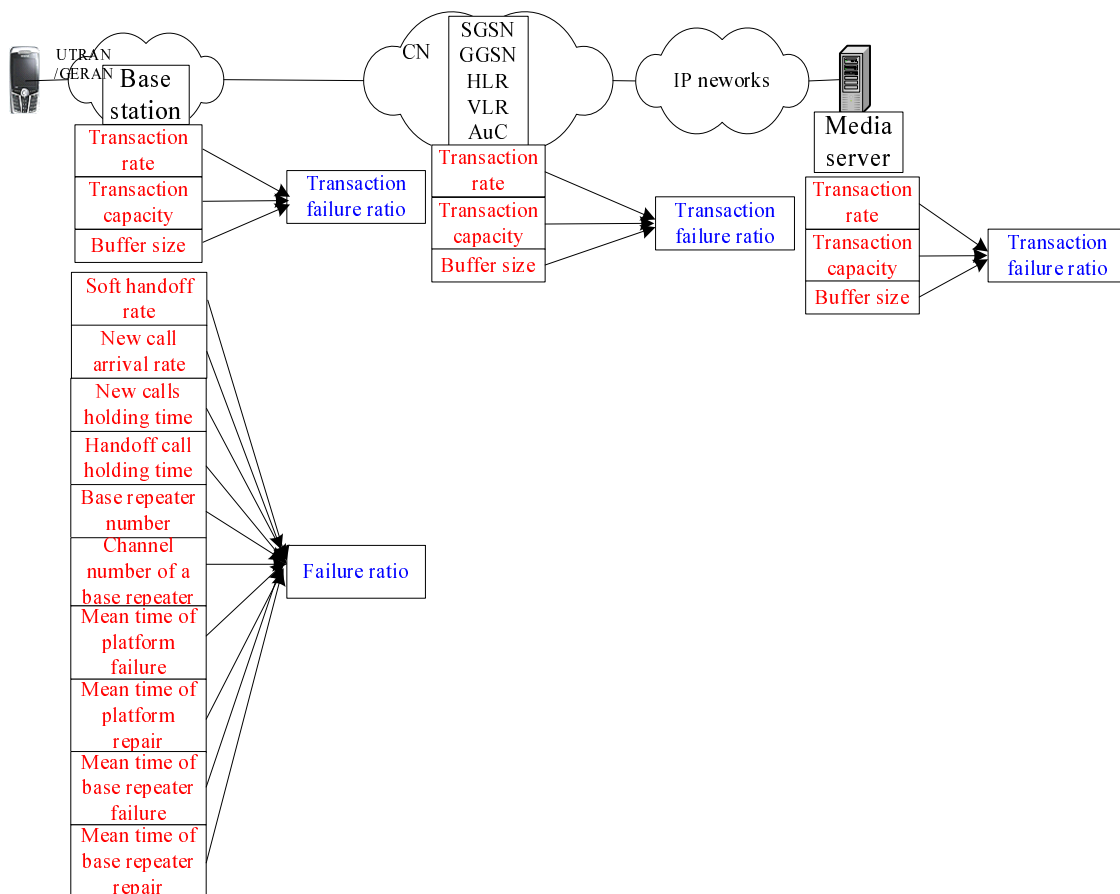 UTRAN
/GERAN
Base
station
CN
SGSN
GGSN
HLR
VLR
AuC
IP neworks
Media
server
Transaction
rate
Transaction
capacity
Buffer size
Transaction
failure ratio
Transaction
rate
Transaction
capacity
Buffer size
Transaction
failure ratio
Transaction
rate
Transaction
capacity
Buffer size
Transaction
failure ratio
Soft handoff
rate
New call
arrival rate
New calls
holding time
Handoff call
holding time
Base repeater
number
Channel
number of a
base repeater
Mean time of
platform
failure
Mean time of
platform
repair
Mean time of
base repeater
failure
Mean time of
base repeater
repair
Failure ratio